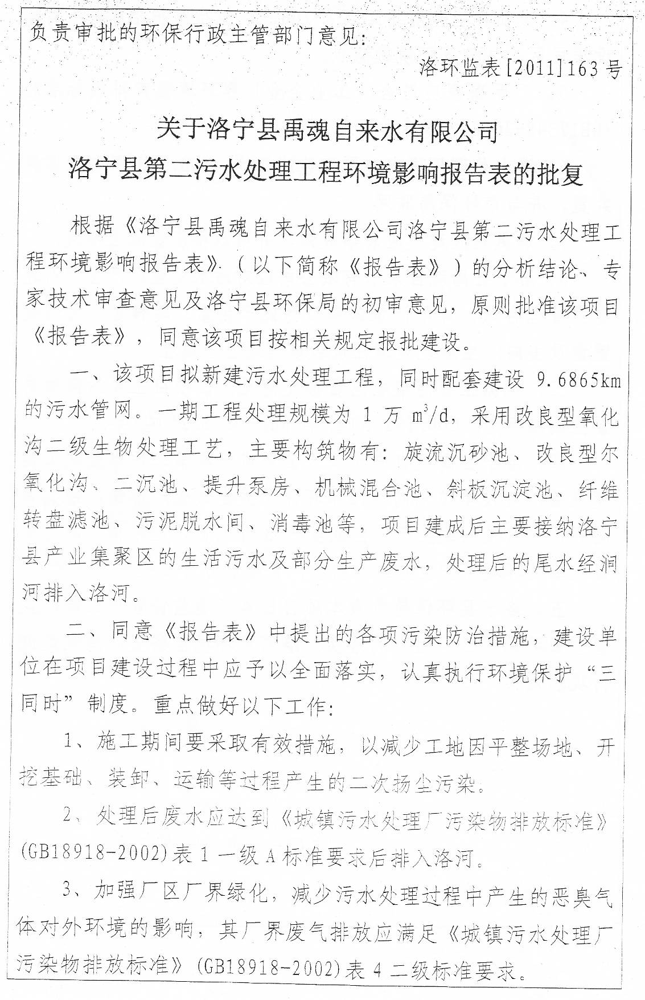 负责审批的环保行政主管部门意见：
洛环监表[2011]163号
关于洛宁县禹魂自来水有限公司
洛宁县第二污水处理工程环境影响报告表的批复
根据《洛宁县禹魂自来水有限公司洛宁县第二污水处理工
程环境影响报告表》（以下简称《报告表》）的分析结论、专
家技术审查意见及洛宁县环保局的初审意见，原则批准该项目
《报告表》，同意该项目按相关规定报批建设。
一、该项目拟新建污水处理工程，同时配套建设 9.6865km
的污水管网。一期工程处理规模为 1 万 m³/d，采用改良型氧化
沟二级生物处理工艺，主要构筑物有：旋流沉砂池、改良型尔
氧化沟、二沉池、提升泵房、机械混合池、斜板沉淀池、纤维
转盘滤池、污泥脱水间、消毒池等，项目建成后主要接纳洛宁
县产业集聚区的生活污水及部分生产废水，处理后的尾水经涧
河排入洛河。
二、同意《报告表》中提出的各项污染防治措施，建设单
位在项目建设过程中应予以全面落实，认真执行环境保护“三
同时”制度。重点做好以下工作：
1、施工期间要采取有效措施，以减少工地因平整场地、开
挖基础、装卸、运输等过程产生的二次扬尘污染。
2、处理后废水应达到《城镇污水处理厂污染物排放标准》
(GB18918-2002)表 1 一级 A 标准要求后排入洛河。
3、加强厂区厂界绿化，减少污水处理过程中产生的恶臭气
体对外环境的影响，其厂界废气排放应满足《城镇污水处理厂
污染物排放标准》(GB18918-2002)表 4 二级标准要求。